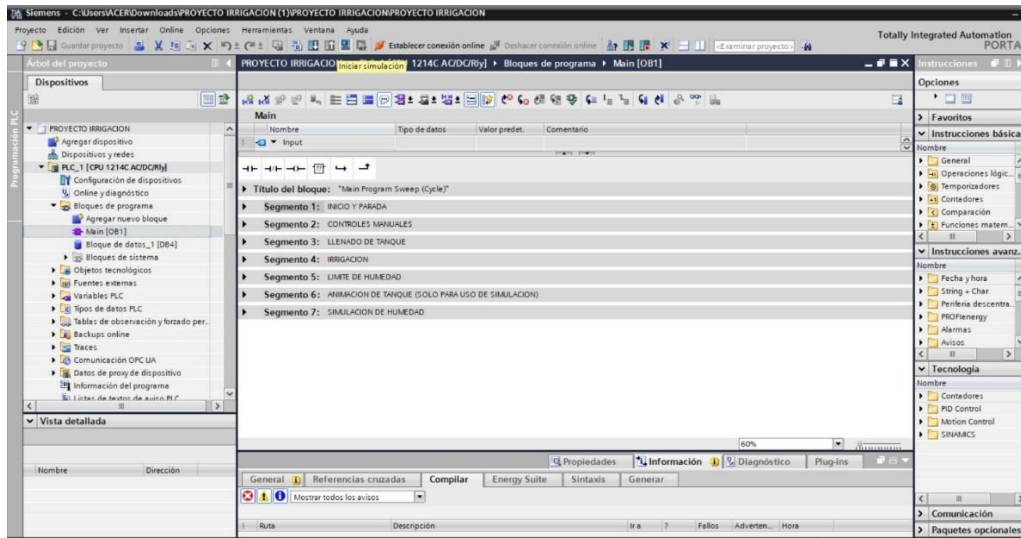 Siemens - C:\Users\ACER\Downloads\PROYECTO IRRIGACION (1)\PROYECTO IRRIGACION\PROYECTO IRRIGACION
Proyecto Edición Ver Insertar Online Opciones Herramientas Ventana Ayuda
Guardar proyecto
Establecer conexión online
Deshacer conexión online
<Examinar proyecto>
Totally Integrated Automation
PORTA
Árbol del proyecto
Dispositivos
Programación PLC
PROYECTO IRRIGACION
Agregar dispositivo
Dispositivos y redes
PLC_1 [CPU 1214C AC/DC/Rly]
Configuración de dispositivos
Online y diagnóstico
Bloques de programa
Agregar nuevo bloque
Main [OB1]
Bloque de datos_1 [DB4]
Bloques de sistema
Objetos tecnológicos
Fuentes externas
Variables PLC
Tipos de datos PLC
Tablas de observación y forzado per...
Backups online
Traces
Comunicación OPC UA
Datos de proxy de dispositivo
Información del programa
Listas de textos de aviso PLC
Vista detallada
Nombre Dirección
PROYECTO IRRIGACIO
Iniciar simulación
1214C AC/DC/Rly] Bloques de programa Main [OB1]
Main
Nombre Tipo de datos Valor predet. Comentario
1 Input
Título del bloque: "Main Program Sweep (Cycle)"
Segmento 1: INICIO Y PARADA
Segmento 2: CONTROLES MANUALES
Segmento 3: LLENADO DE TANQUE
Segmento 4: IRRIGACION
Segmento 5: LIMITE DE HUMEDAD
Segmento 6: ANIMACION DE TANQUE (SOLO PARA USO DE SIMULACION)
Segmento 7: SIMULACION DE HUMEDAD
60%
Propiedades Información Diagnóstico Plug-ins
General Referencias cruzadas Compilar Energy Suite Sintaxis Generar
Mostrar todos los avisos
! Ruta Descripción Ir a ? Fallos Adverten... Hora
Instrucciones
Opciones
Favoritos
Instrucciones básica
Nombre
General
Operaciones lógic...
Temporizadores
Contadores
Comparación
Funciones matem...
Instrucciones avanz.
Nombre
Fecha y hora
String + Char
Periferia descentra...
PROFIenergy
Alarmas
Avisos
Tecnología
Nombre
Contadores
PID Control
Motion Control
SINAMICS
Comunicación
Paquetes opcionales